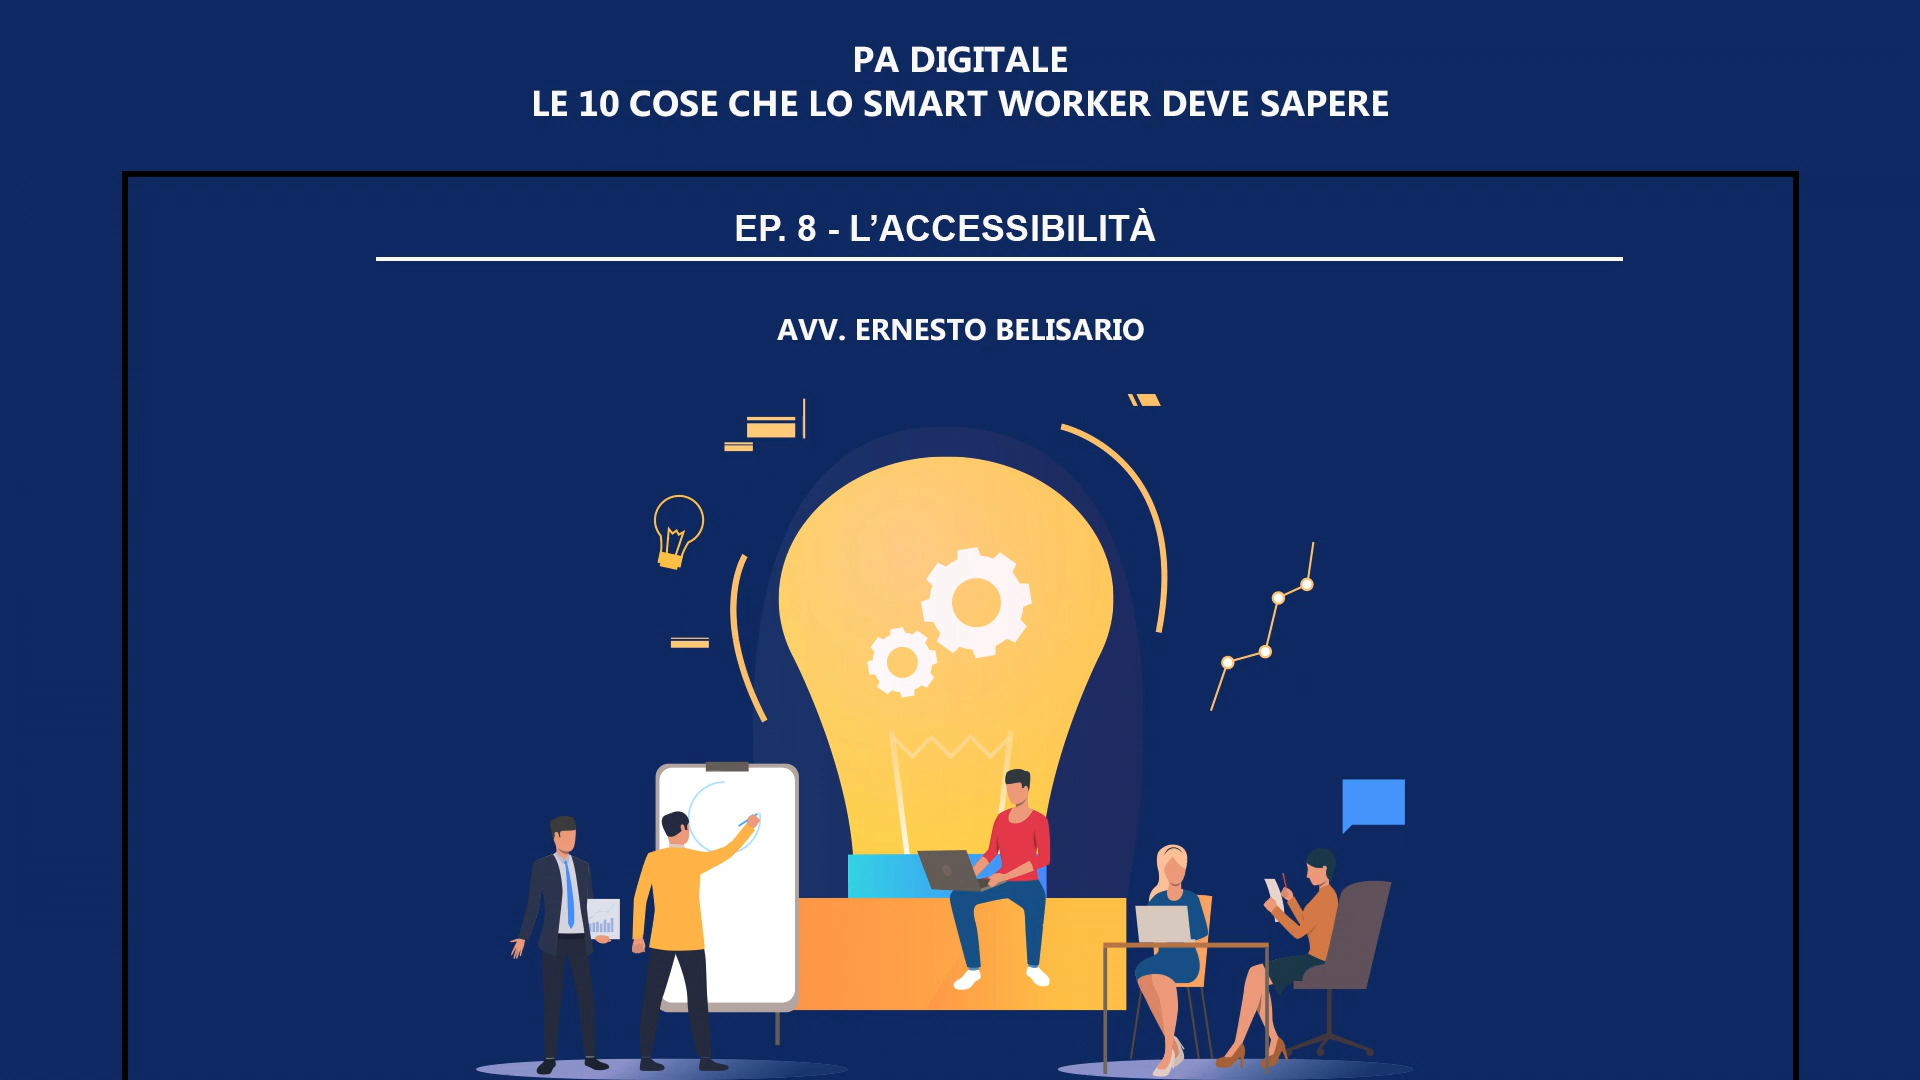 PA DIGITALE
LE 10 COSE CHE LO SMART WORKER DEVE SAPERE
EP. 8 - L’ACCESSIBILITÀ
AVV. ERNESTO BELISARIO